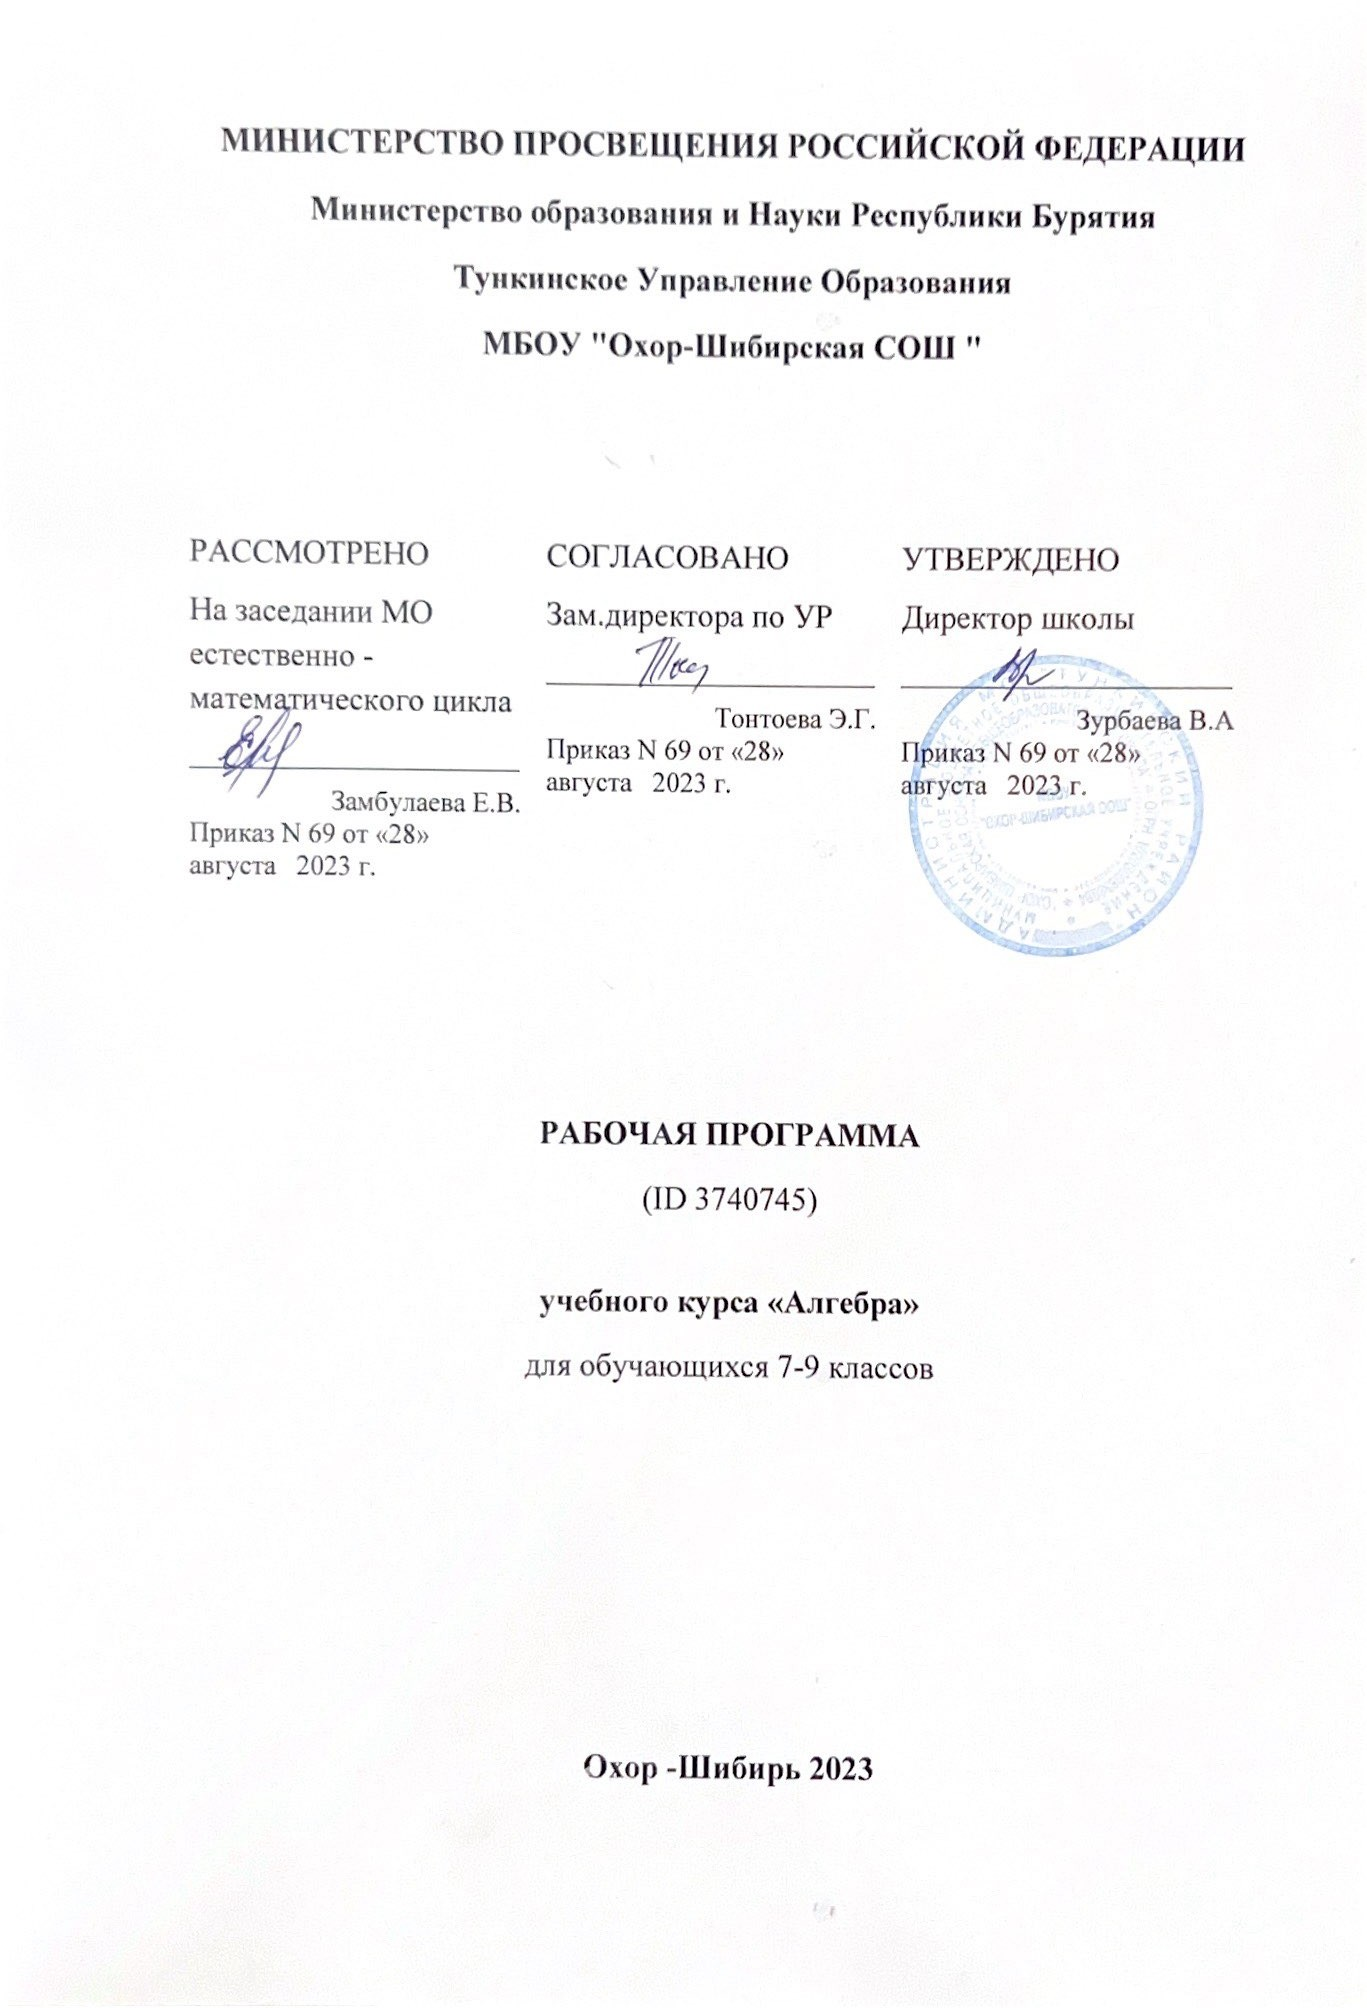 МИНИСТЕРСТВО ПРОСВЕЩЕНИЯ РОССИЙСКОЙ ФЕДЕРАЦИИ
Министерство образования и Науки Республики Бурятия
Тункинское Управление Образования
МБОУ "Охор-Шибирская СОШ "
РАССМОТРЕНО
На заседании МО
естественно -
математического цикла
Замбулаева Е.В.
Приказ N 69 от «28»
августа 2023 г.
СОГЛАСОВАНО
Зам.директора по УР
Тонтоева Э.Г.
Приказ N 69 от «28»
августа 2023 г.
УТВЕРЖДЕНО
Директор школы
Зурбаева В.А
Приказ N 69 от «28»
августа 2023 г.
"ОХОР-ШИБИРСКАЯ СОШ"
РАБОЧАЯ ПРОГРАММА
(ID 3740745)
учебного курса «Алгебра»
для обучающихся 7-9 классов
Охор -Шибирь 2023